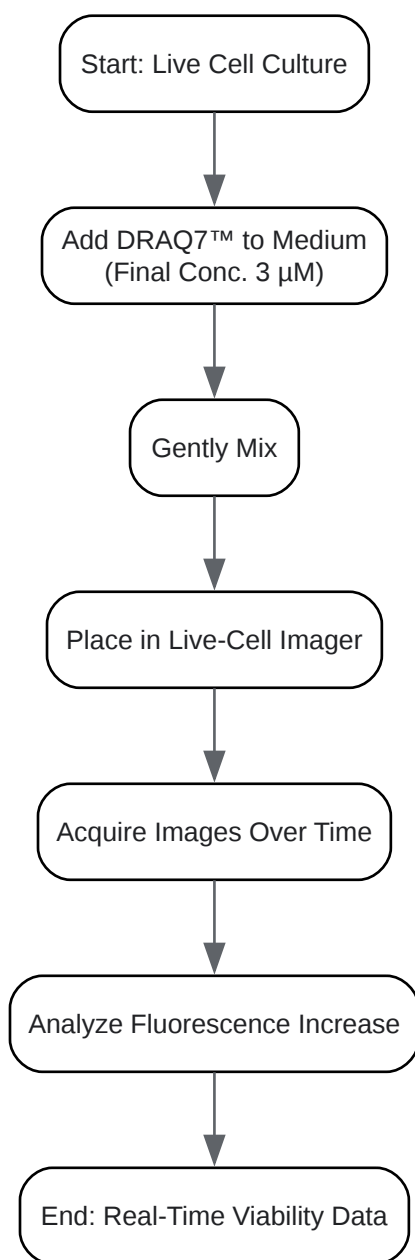 Start: Live Cell Culture
Add DRAQ7™ to Medium
(Final Conc. 3 µM)
Gently Mix
Place in Live-Cell Imager
Acquire Images Over Time
Analyze Fluorescence Increase
End: Real-Time Viability Data